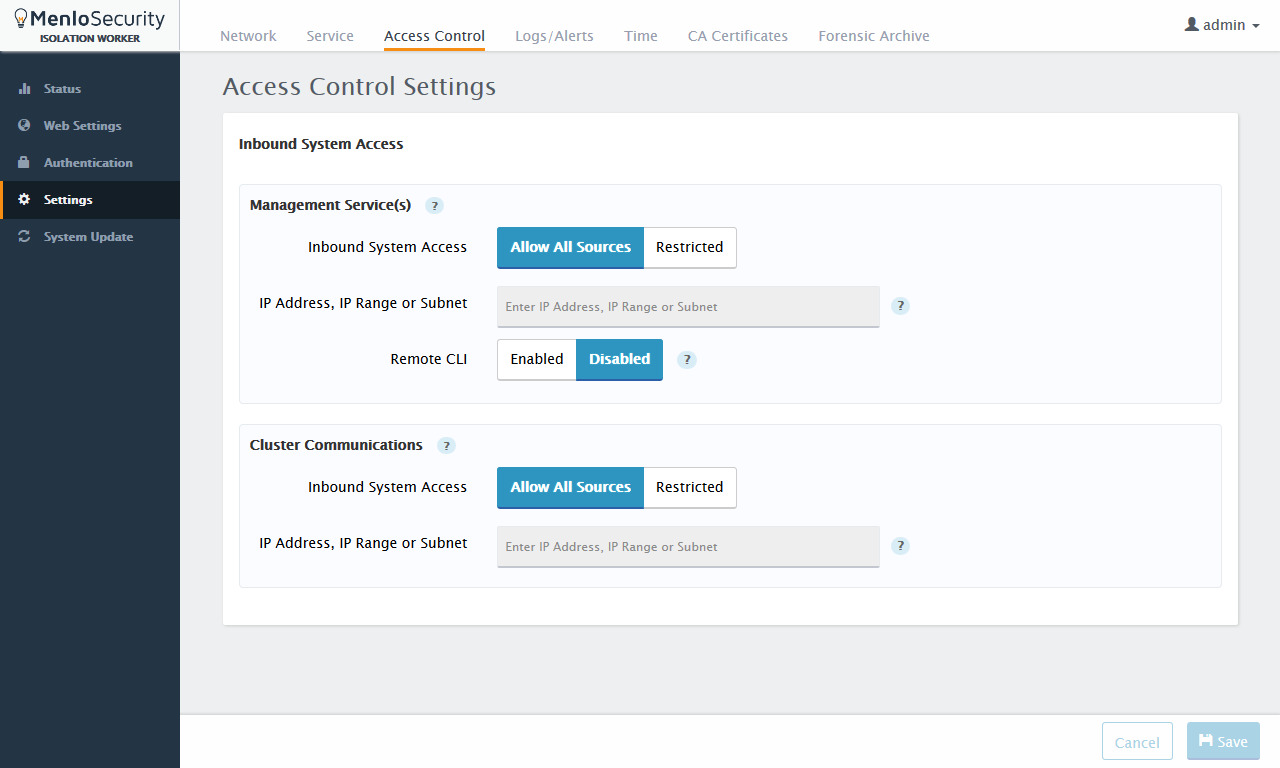 MenloSecurity
ISOLATION WORKER
Network Service Access Control Logs/Alerts Time CA Certificates Forensic Archive
admin
Status
Web Settings
Authentication
Settings
System Update
Access Control Settings
Inbound System Access
Management Service(s) ?
Inbound System Access Allow All Sources Restricted
IP Address, IP Range or Subnet Enter IP Address, IP Range or Subnet ?
Remote CLI Enabled Disabled ?
Cluster Communications ?
Inbound System Access Allow All Sources Restricted
IP Address, IP Range or Subnet Enter IP Address, IP Range or Subnet ?
Cancel Save